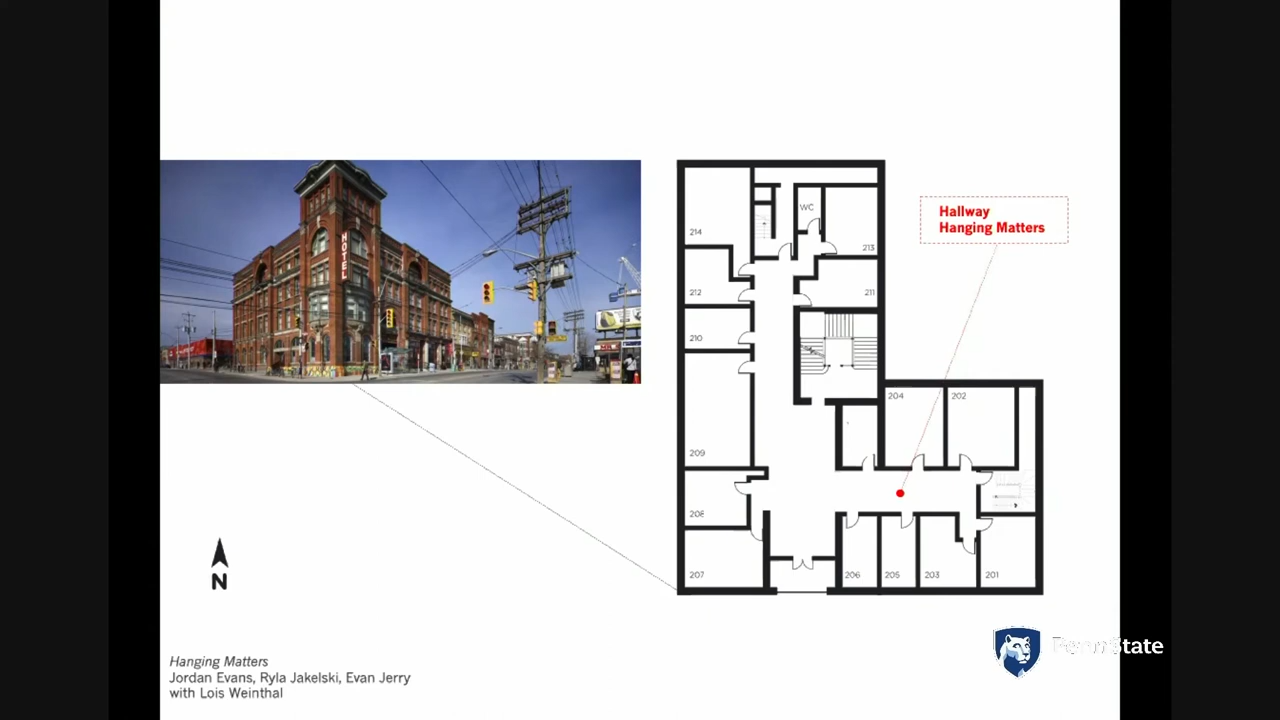 HOTEL
Hallway
Hanging Matters
214
WC
213
212
211
210
204
202
209
208
207
206
205
203
201
N
Hanging Matters
Jordan Evans, Ryla Jakelski, Evan Jerry
with Lois Weinthal
PennState